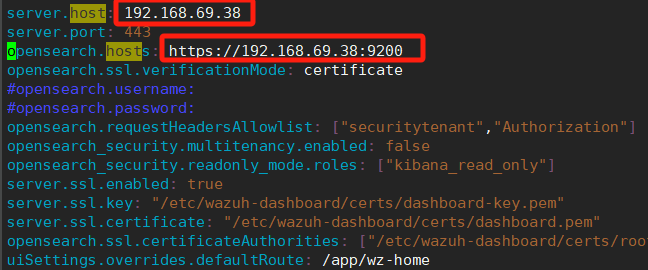 server.host: 192.168.69.38
server.port: 443
opensearch.hosts: https://192.168.69.38:9200
opensearch.ssl.verificationMode: certificate
#opensearch.username:
#opensearch.password:
opensearch.requestHeadersAllowlist: ["securitytenant","Authorization"]
opensearch_security.multitenancy.enabled: false
opensearch_security.readonly_mode.roles: ["kibana_read_only"]
server.ssl.enabled: true
server.ssl.key: "/etc/wazuh-dashboard/certs/dashboard-key.pem"
server.ssl.certificate: "/etc/wazuh-dashboard/certs/dashboard.pem"
opensearch.ssl.certificateAuthorities: ["/etc/wazuh-dashboard/certs/roo
uiSettings.overrides.defaultRoute: /app/wz-home